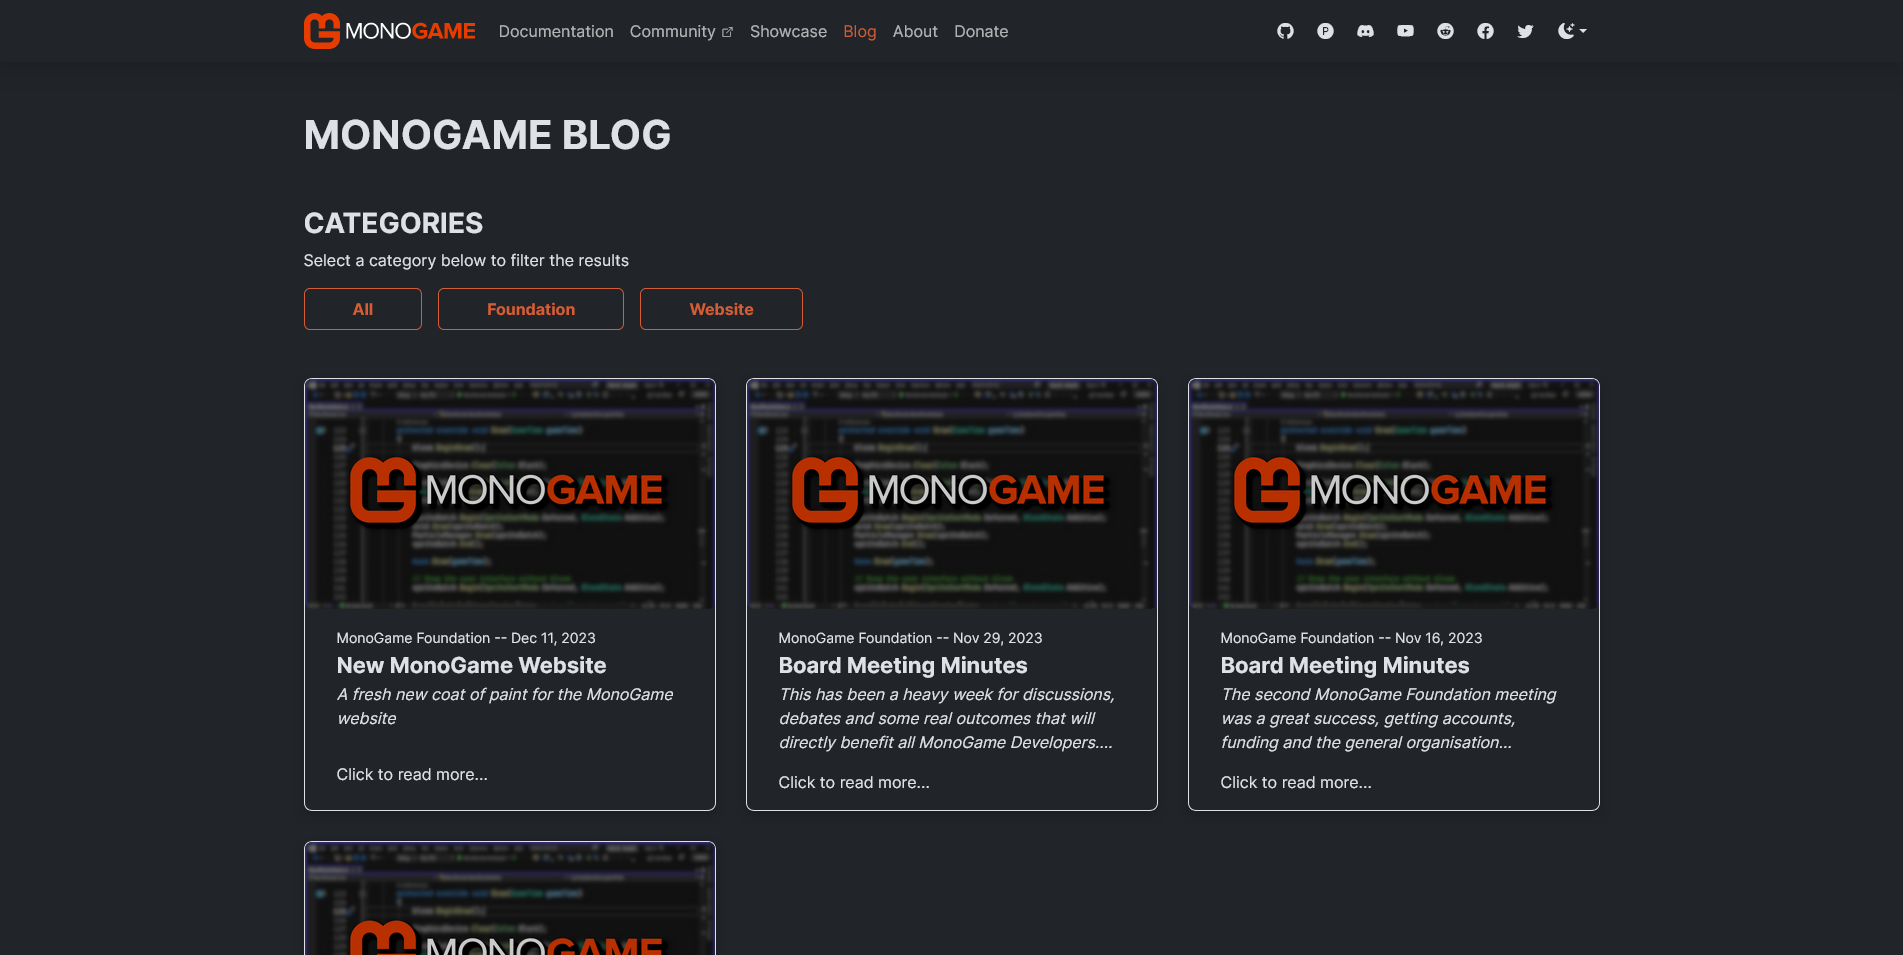 MONOGAME
Documentation
Community
Showcase
Blog
About
Donate
MONOGAME BLOG
CATEGORIES
Select a category below to filter the results
All
Foundation
Website
MONOGAME
MonoGame Foundation -- Dec 11, 2023
New MonoGame Website
A fresh new coat of paint for the MonoGame
website
Click to read more...
MONOGAME
MonoGame Foundation -- Nov 29, 2023
Board Meeting Minutes
This has been a heavy week for discussions,
debates and some real outcomes that will
directly benefit all MonoGame Developers....
Click to read more...
MONOGAME
MonoGame Foundation -- Nov 16, 2023
Board Meeting Minutes
The second MonoGame Foundation meeting
was a great success, getting accounts,
funding and the general organisation...
Click to read more...
MONOGAME